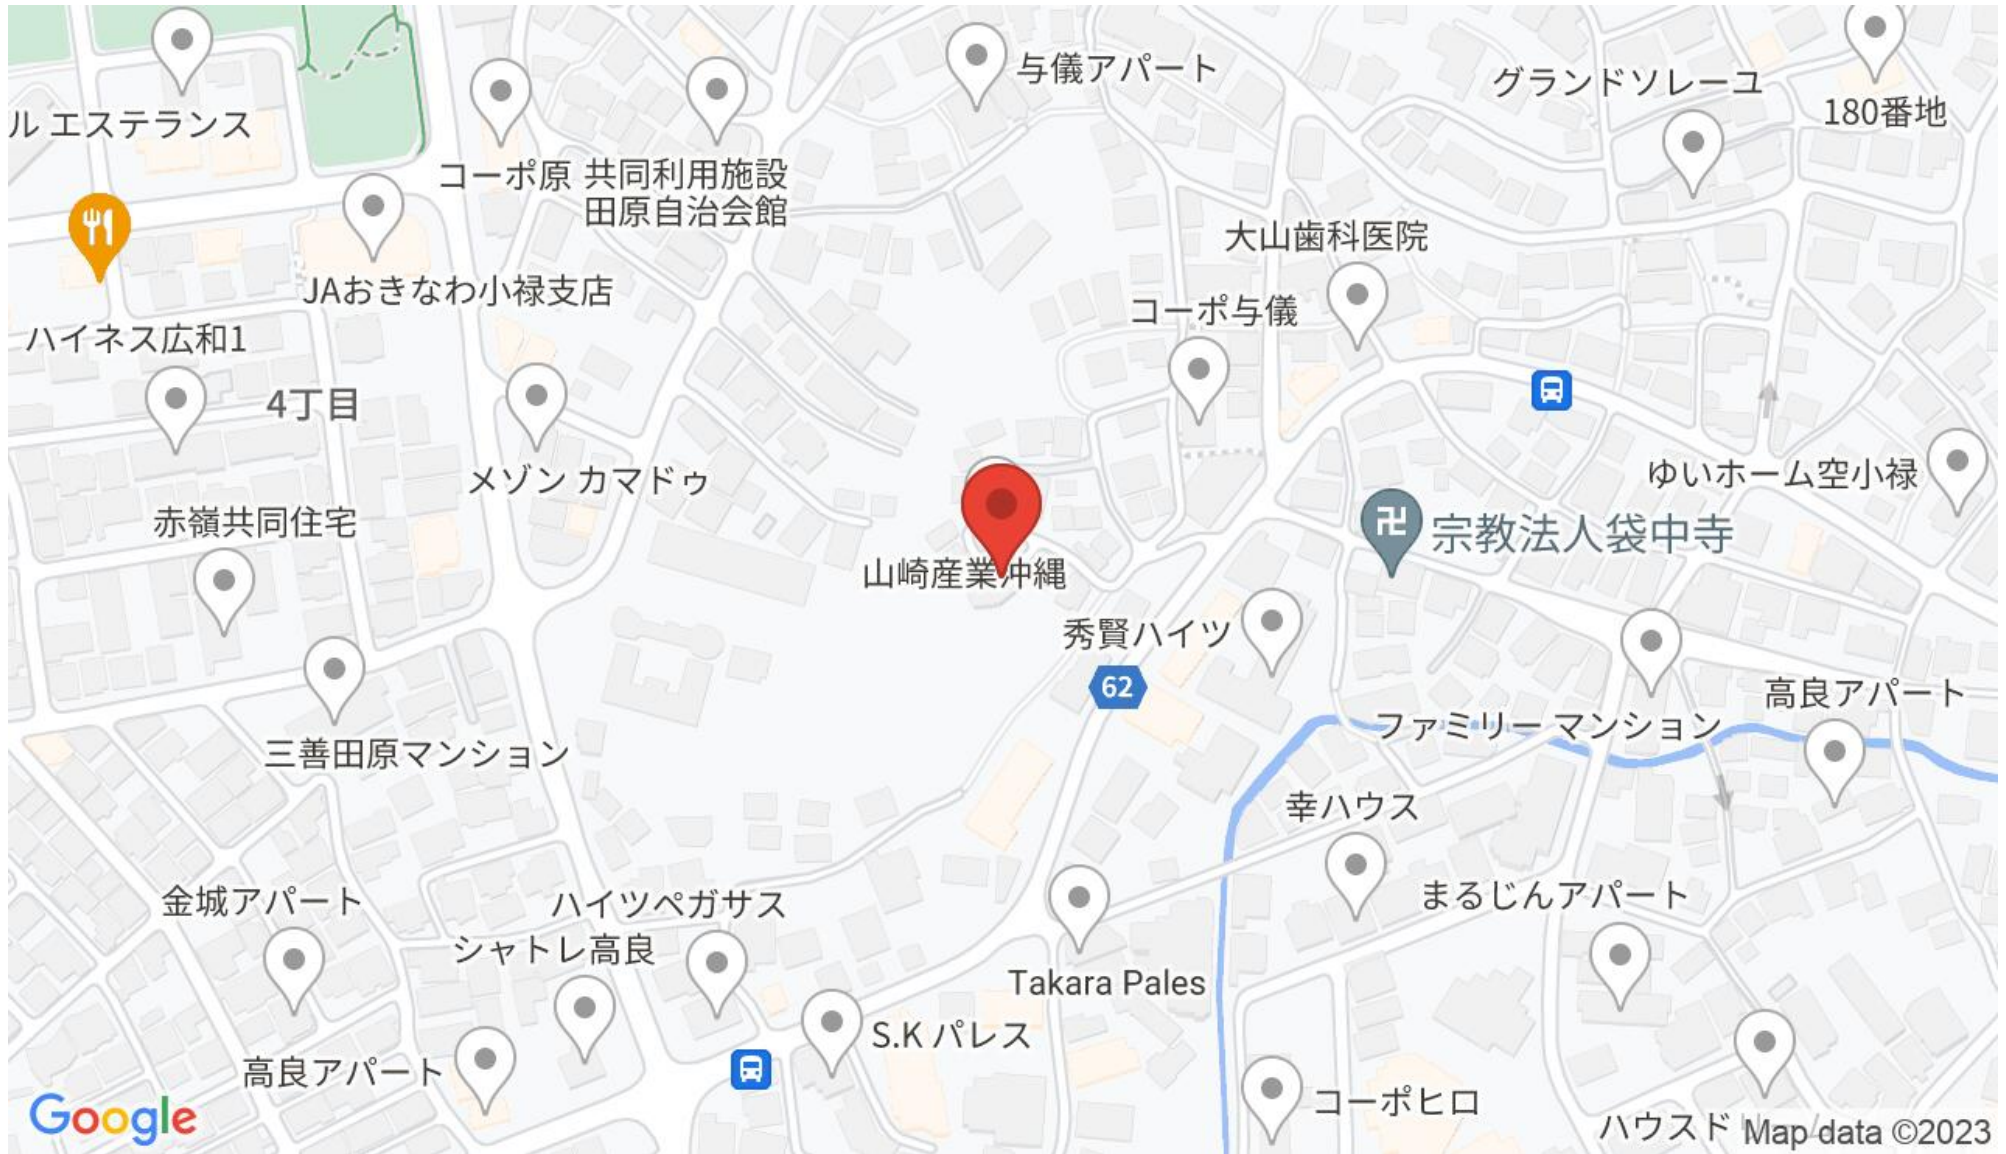 与儀アパート
グランドソレーユ
180番地
ル エステランス
コーポ原
共同利用施設
田原自治会館
大山歯科医院
JAおきなわ小禄支店
コーポ与儀
ハイネス広和1
4丁目
メゾン カマドゥ
ゆいホーム空小禄
赤嶺共同住宅
宗教法人袋中寺
山崎産業沖縄
秀賢ハイツ
62
高良アパート
ファミリー マンション
三善田原マンション
幸ハウス
金城アパート
ハイツペガサス
まるじんアパート
シャトレ高良
Takara Pales
S.K パレス
高良アパート
コーポヒロ
Google
ハウスド
Map data ©2023